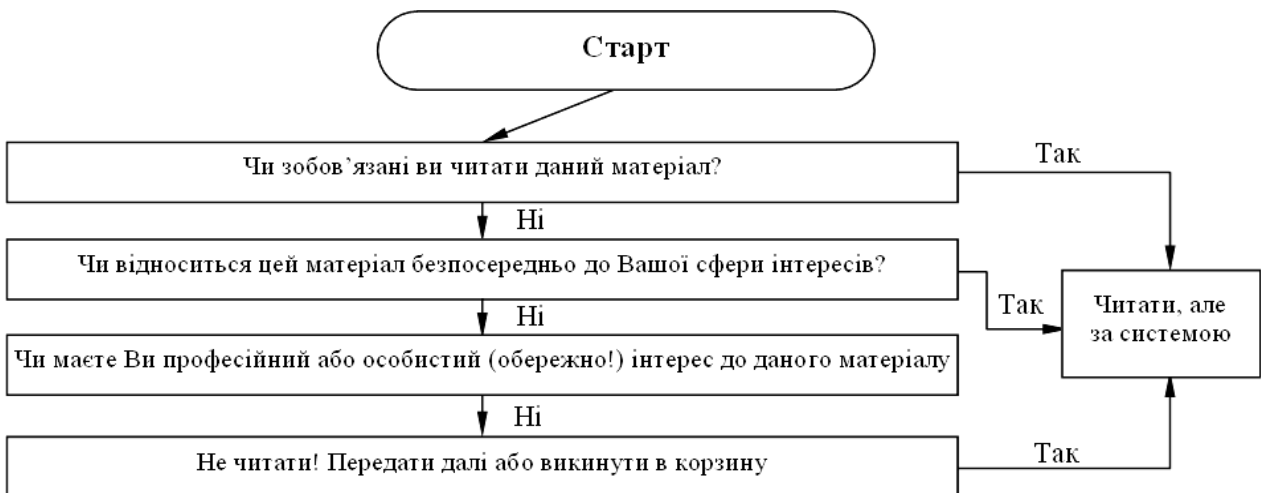 Старт
Чи зобов’язані ви читати даний матеріал?
Так
Ні
Чи відноситься цей матеріал безпосередньо до Вашої сфери інтересів?
Так
Читати, але
за системою
Ні
Чи маєте Ви професійний або особистий (обережно!) інтерес до даного матеріалу
Ні
Не читати! Передати далі або викинути в корзину
Так